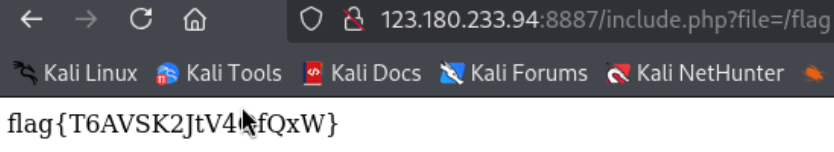 123.180.233.94:8887/include.php?file=/flag
Kali Linux Kali Tools Kali Docs Kali Forums Kali NetHunter